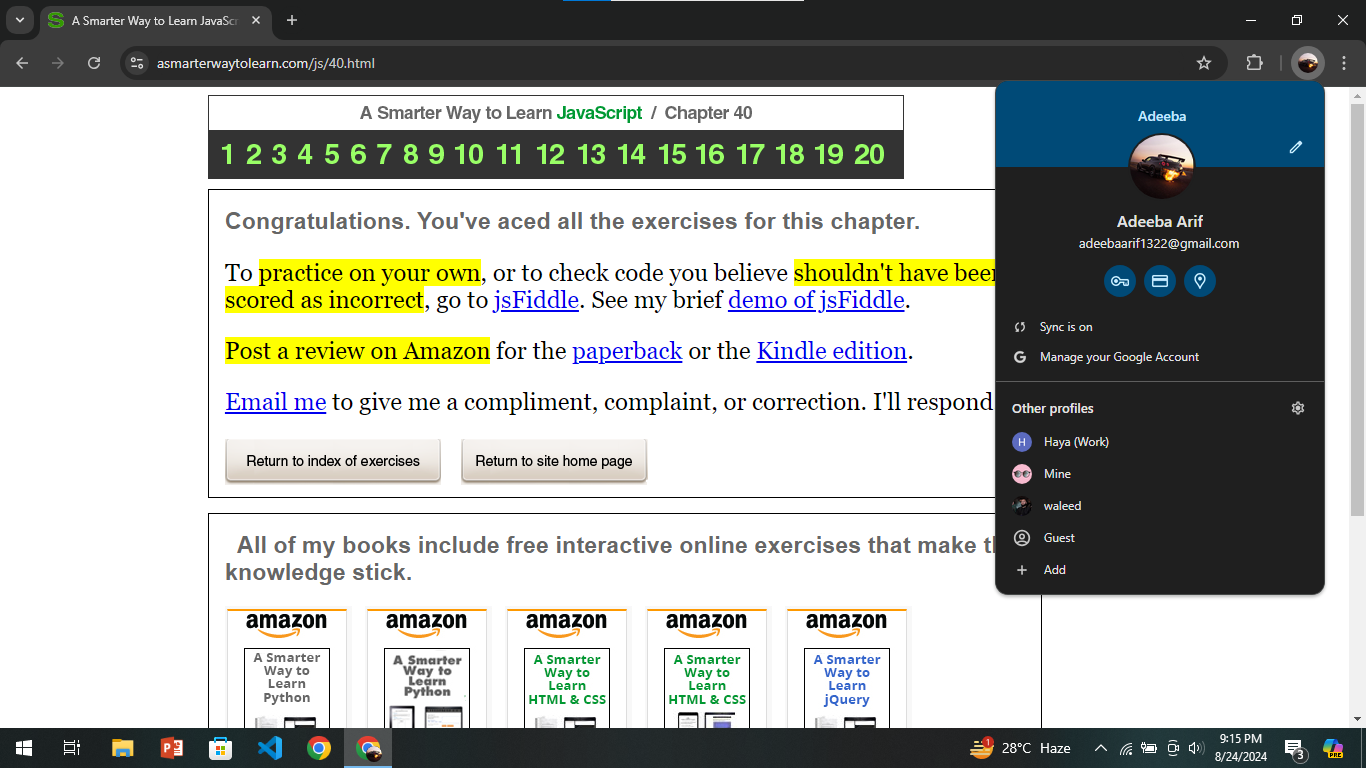 A Smarter Way to Learn JavaScr
asmarterwaytolearn.com/js/40.html
A Smarter Way to Learn JavaScript / Chapter 40
1 2 3 4 5 6 7 8 9 10 11 12 13 14 15 16 17 18 19 20
Congratulations. You've aced all the exercises for this chapter.
To practice on your own, or to check code you believe shouldn't have been
scored as incorrect, go to jsFiddle. See my brief demo of jsFiddle.
Post a review on Amazon for the paperback or the Kindle edition.
Email me to give me a compliment, complaint, or correction. I'll respond
Return to index of exercises
Return to site home page
All of my books include free interactive online exercises that make th
knowledge stick.
amazon
A Smarter
Way to
Learn
Python
amazon
A Smarter
Way to
Learn
Python
amazon
A Smarter
Way to
Learn
HTML & CSS
amazon
A Smarter
Way to
Learn
HTML & CSS
amazon
A Smarter
Way to
Learn
jQuery
Adeeba
Adeeba Arif
adeebaarif1322@gmail.com
Sync is on
G Manage your Google Account
Other profiles
H Haya (Work)
Mine
waleed
Guest
Add
1 28°C Haze
9:15 PM
8/24/2024
3
PRE